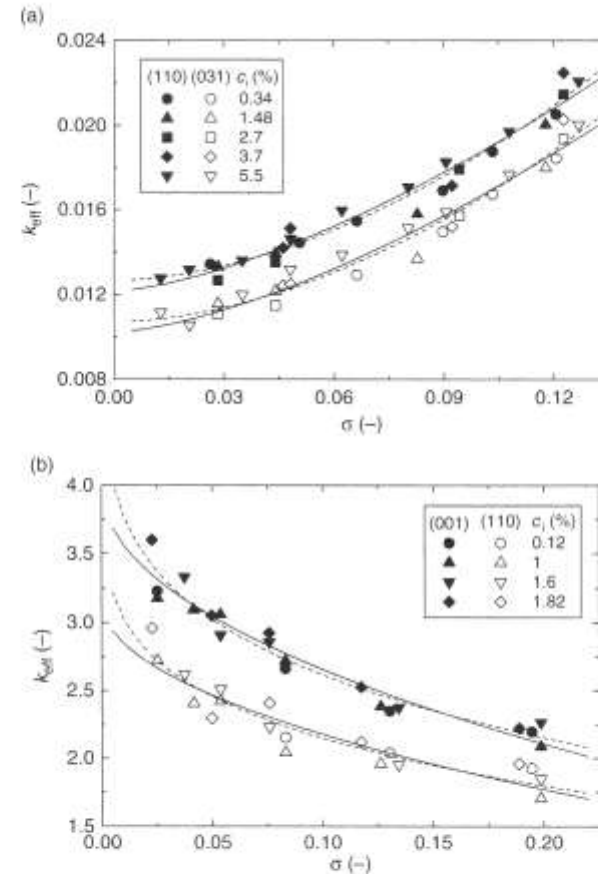 (a)
0.024
0.020
0.016
0.012
0.008
k_eff (–)
(110) (031) c_i (%)
0.34
1.48
2.7
3.7
5.5
0.00 0.03 0.06 0.09 0.12
σ (–)
(b)
4.0
3.5
3.0
2.5
2.0
1.5
k_eff (–)
(001) (110) c_i (%)
0.12
1
1.6
1.82
0.00 0.05 0.10 0.15 0.20
σ (–)